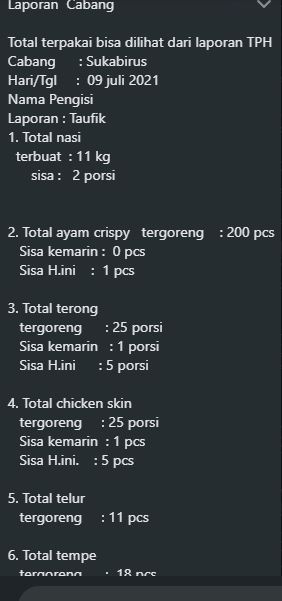 Laporan Cabang
Total terpakai bisa dilihat dari laporan TPH
Cabang : Sukabirus
Hari/Tgl : 09 juli 2021
Nama Pengisi
Laporan : Taufik
1. Total nasi
terbuat : 11 kg
sisa : 2 porsi
2. Total ayam crispy tergoreng : 200 pcs
Sisa kemarin : 0 pcs
Sisa H.ini : 1 pcs
3. Total terong
tergoreng : 25 porsi
Sisa kemarin : 1 porsi
Sisa H.ini : 5 porsi
4. Total chicken skin
tergoreng : 25 porsi
Sisa kemarin : 1 pcs
Sisa H.ini. : 5 pcs
5. Total telur
tergoreng : 11 pcs
6. Total tempe
tergoreng : 18 pcs